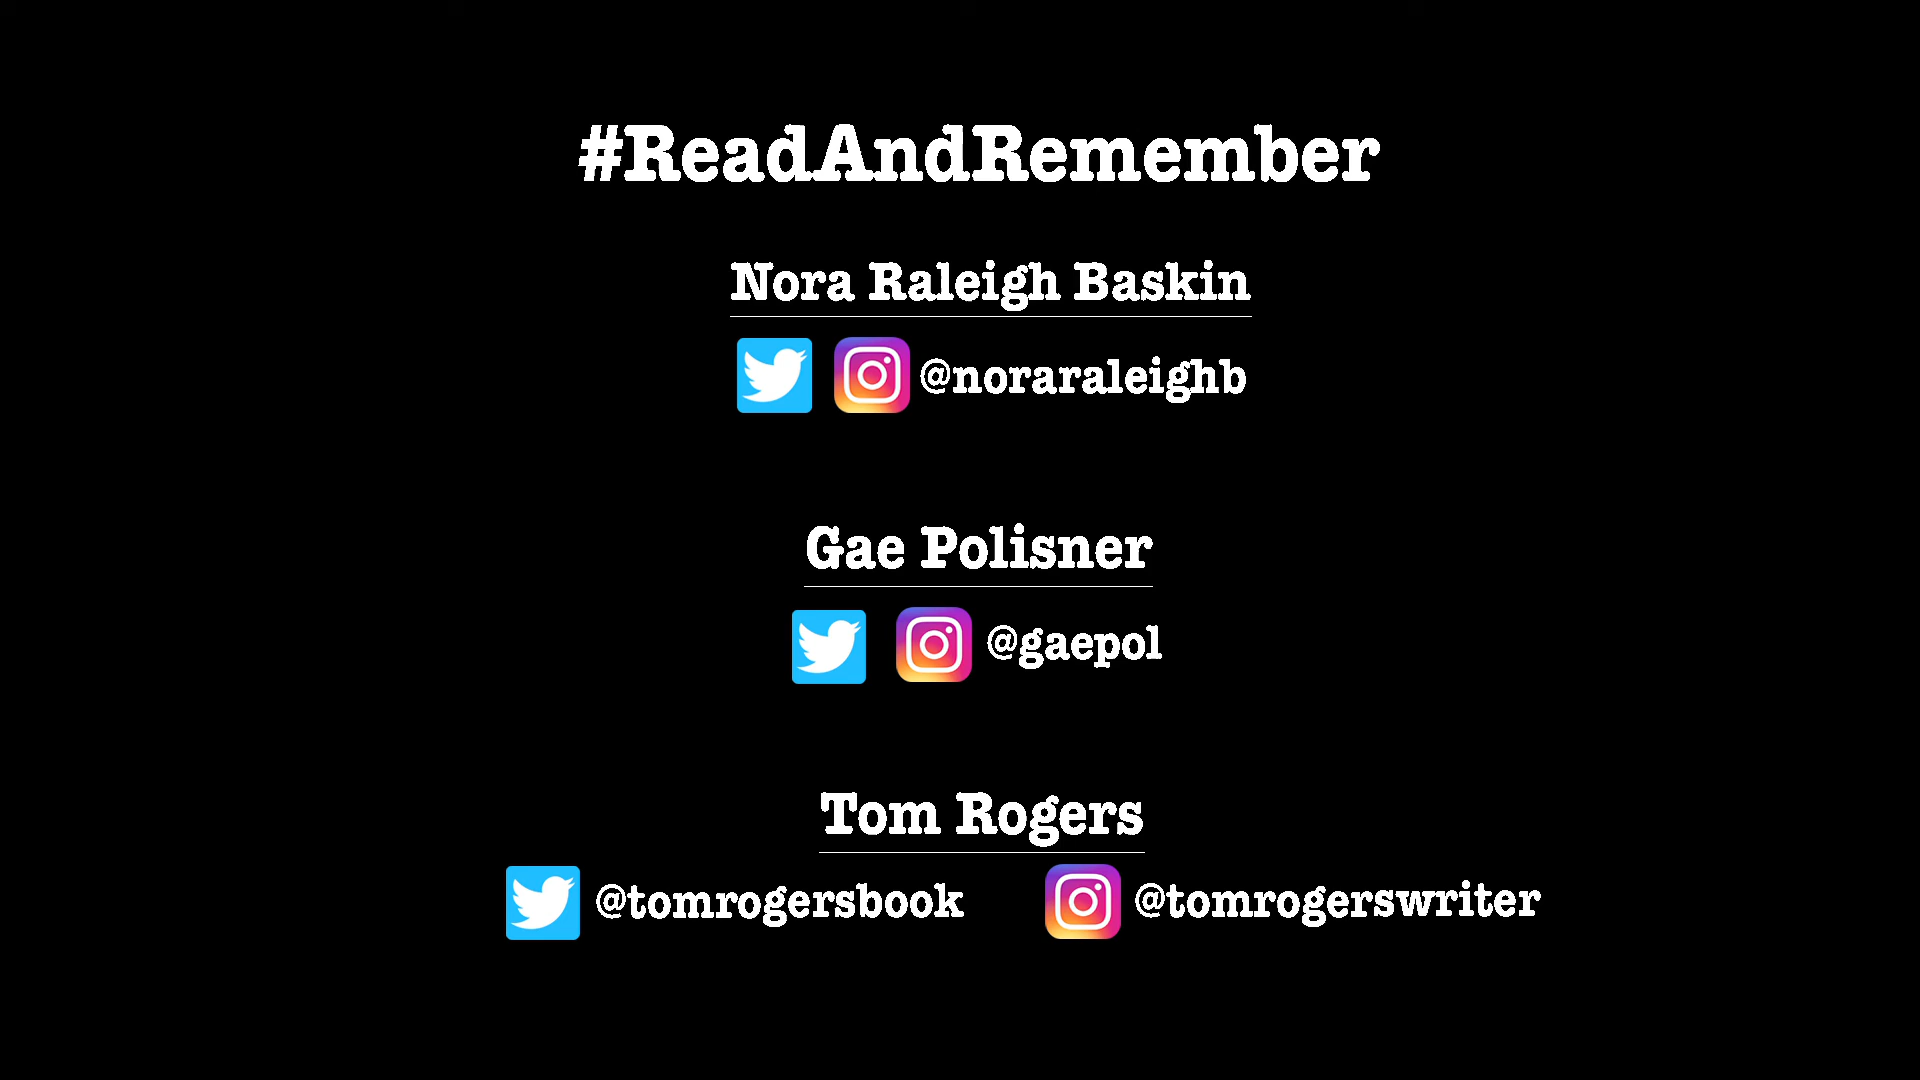 #ReadAndRemember
Nora Raleigh Baskin
@noraraleighb
Gae Polisner
@gaepol
Tom Rogers
@tomrogersbook @tomrogerswriter